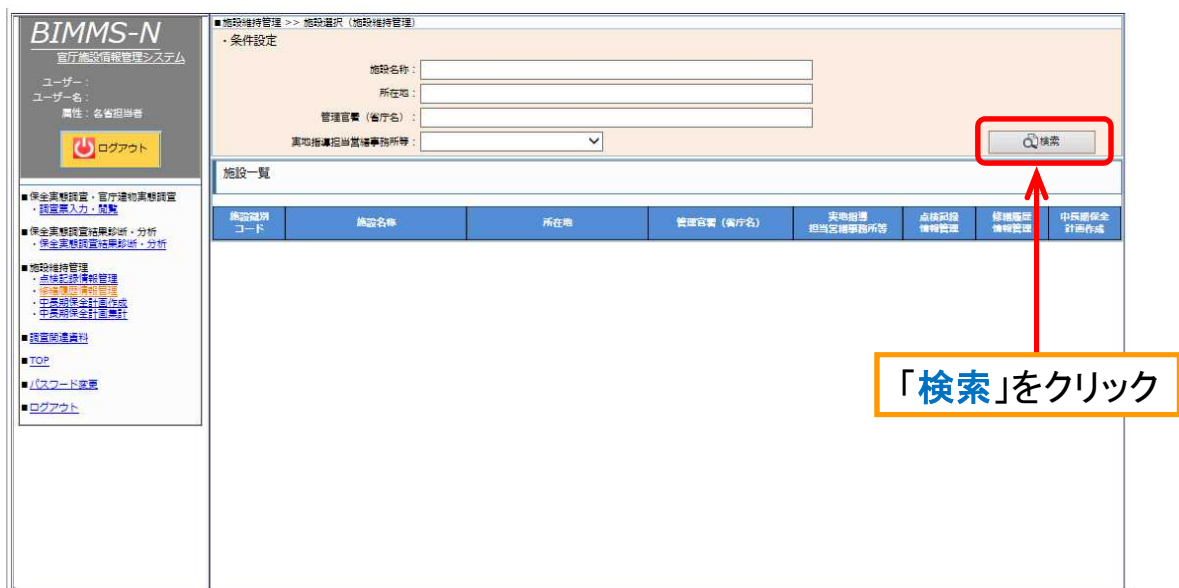 BIMMS-N
官庁施設情報管理システム
ユーザー：
ユーザー名：
属性：各省担当者
ログアウト
■保全実態調査・官庁建物実態調査
・調査票入力・閲覧
■保全実態調査結果診断・分析
・保全実態調査結果診断・分析
■施設維持管理
・点検記録情報管理
・修繕履歴情報管理
・中長期保全計画作成
・中長期保全計画集計
■調査関連資料
■TOP
■パスワード変更
■ログアウト
■施設維持管理 >> 施設選択（施設維持管理）
・条件設定
施設名称：
所在地：
管理官署（省庁名）：
実地指導担当営繕事務所等：
検索
施設一覧
施設識別コード 施設名称 所在地 管理官署（省庁名） 実地指導担当営繕事務所等 点検記録情報管理 修繕履歴情報管理 中長期保全計画作成
「検索」をクリック